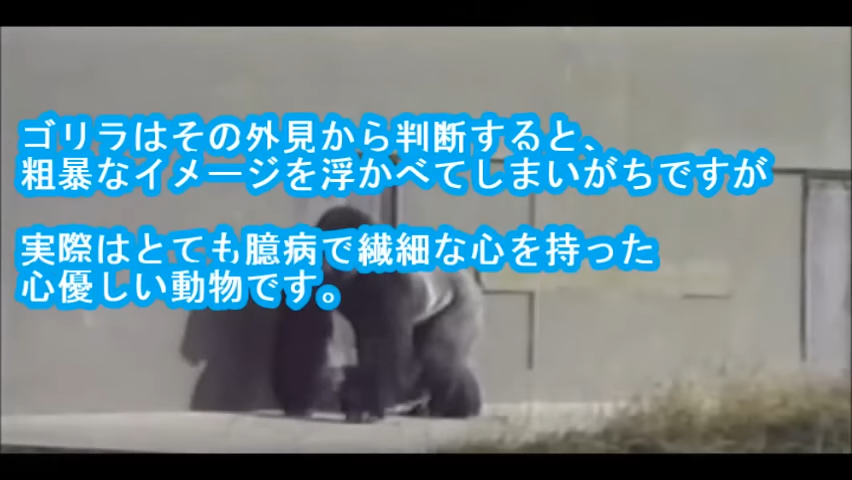 ゴリラはその外見から判断すると、
粗暴なイメージを浮かべてしまいがちですが
実際はとても臆病で繊細な心を持った
心優しい動物です。